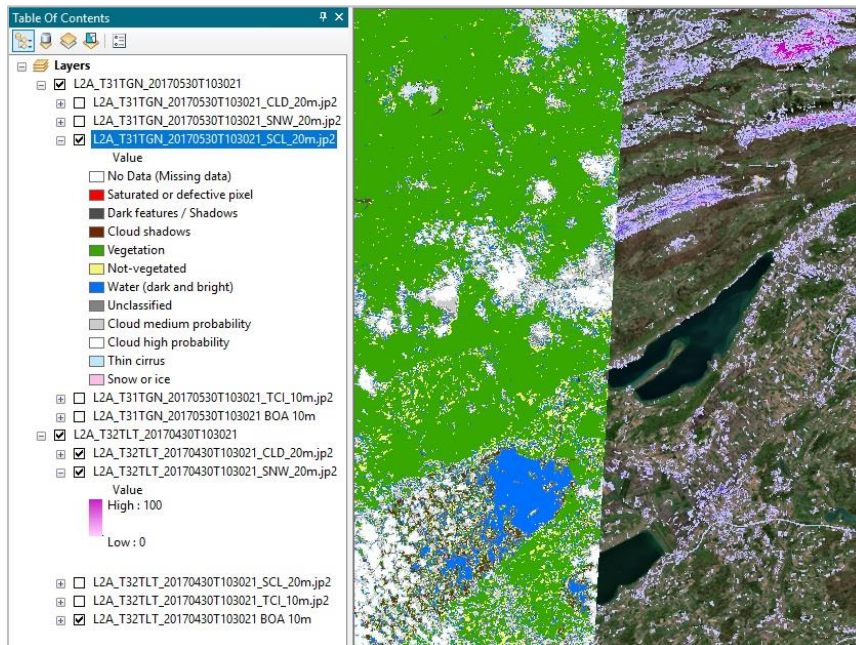 Table Of Contents
Layers
L2A_T31TGN_20170530T103021
L2A_T31TGN_20170530T103021_CLD_20m.jp2
L2A_T31TGN_20170530T103021_SNW_20m.jp2
L2A_T31TGN_20170530T103021_SCL_20m.jp2
Value
No Data (Missing data)
Saturated or defective pixel
Dark features / Shadows
Cloud shadows
Vegetation
Not-vegetated
Water (dark and bright)
Unclassified
Cloud medium probability
Cloud high probability
Thin cirrus
Snow or ice
L2A_T31TGN_20170530T103021_TCI_10m.jp2
L2A_T31TGN_20170530T103021 BOA 10m
L2A_T32TLT_20170430T103021
L2A_T32TLT_20170430T103021_CLD_20m.jp2
L2A_T32TLT_20170430T103021_SNW_20m.jp2
Value
High : 100
Low : 0
L2A_T32TLT_20170430T103021_SCL_20m.jp2
L2A_T32TLT_20170430T103021_TCI_10m.jp2
L2A_T32TLT_20170430T103021 BOA 10m